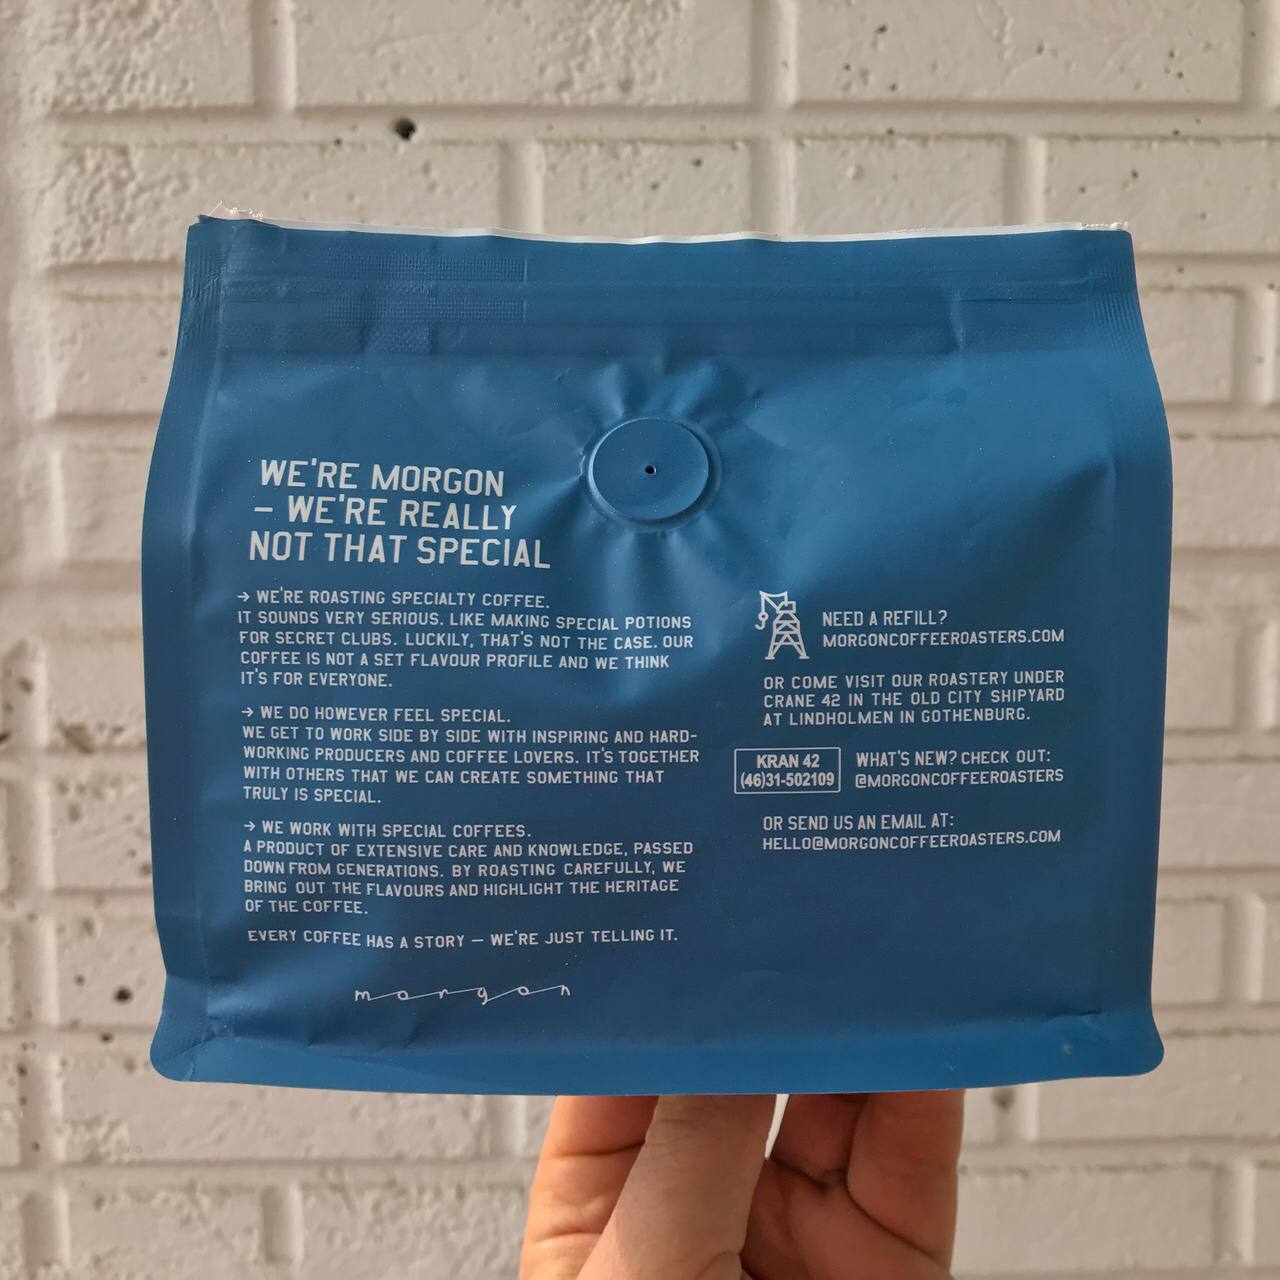 WE'RE MORGON
– WE'RE REALLY
NOT THAT SPECIAL
→ WE'RE ROASTING SPECIALTY COFFEE.
IT SOUNDS VERY SERIOUS. LIKE MAKING SPECIAL POTIONS
FOR SECRET CLUBS. LUCKILY, THAT'S NOT THE CASE. OUR
COFFEE IS NOT A SET FLAVOUR PROFILE AND WE THINK
IT'S FOR EVERYONE.
→ WE DO HOWEVER FEEL SPECIAL.
WE GET TO WORK SIDE BY SIDE WITH INSPIRING AND HARD-
WORKING PRODUCERS AND COFFEE LOVERS. IT'S TOGETHER
WITH OTHERS THAT WE CAN CREATE SOMETHING THAT
TRULY IS SPECIAL.
→ WE WORK WITH SPECIAL COFFEES.
A PRODUCT OF EXTENSIVE CARE AND KNOWLEDGE, PASSED
DOWN FROM GENERATIONS. BY ROASTING CAREFULLY, WE
BRING OUT THE FLAVOURS AND HIGHLIGHT THE HERITAGE
OF THE COFFEE.
EVERY COFFEE HAS A STORY – WE'RE JUST TELLING IT.
morgon
NEED A REFILL?
MORGONCOFFEEROASTERS.COM
OR COME VISIT OUR ROASTERY UNDER
CRANE 42 IN THE OLD CITY SHIPYARD
AT LINDHOLMEN IN GOTHENBURG.
KRAN 42
(46)31-502109
WHAT'S NEW? CHECK OUT:
@MORGONCOFFEEROASTERS
OR SEND US AN EMAIL AT:
HELLO@MORGONCOFFEEROASTERS.COM